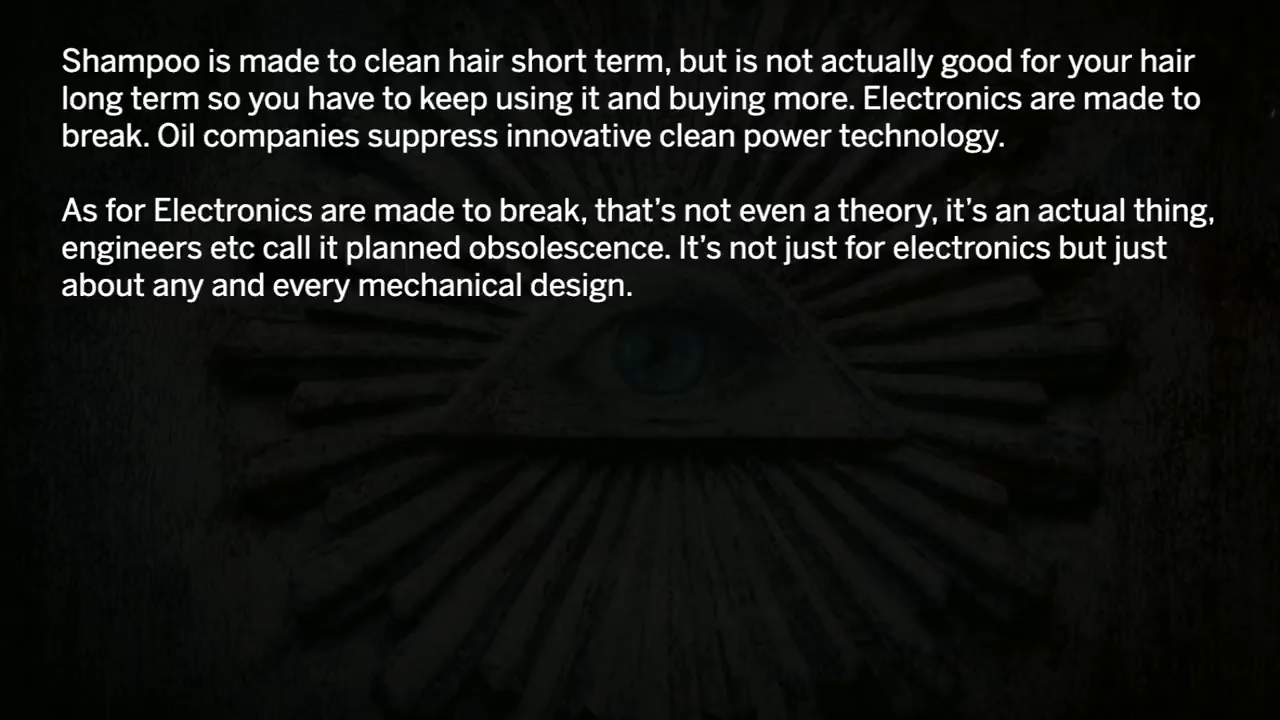 Shampoo is made to clean hair short term, but is not actually good for your hair
long term so you have to keep using it and buying more. Electronics are made to
break. Oil companies suppress innovative clean power technology.
As for Electronics are made to break, that’s not even a theory, it’s an actual thing,
engineers etc call it planned obsolescence. It’s not just for electronics but just
about any and every mechanical design.